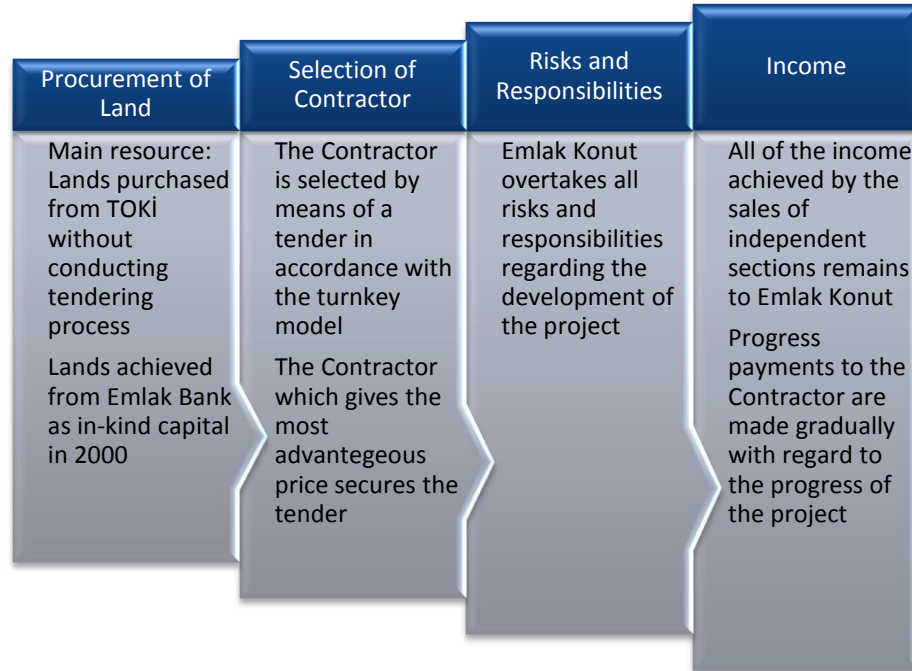 Procurement of
Land
Main resource:
Lands purchased
from TOKİ
without
conducting
tendering
process
Lands achieved
from Emlak Bank
as in-kind capital
in 2000
Selection of
Contractor
The Contractor
is selected by
means of a
tender in
accordance with
the turnkey
model
The Contractor
which gives the
most
advantegeous
price secures the
tender
Risks and
Responsibilities
Emlak Konut
overtakes all
risks and
responsibilities
regarding the
development of
the project
Income
All of the income
achieved by the
sales of
independent
sections remains
to Emlak Konut
Progress
payments to the
Contractor are
made gradually
with regard to
the progress of
the project